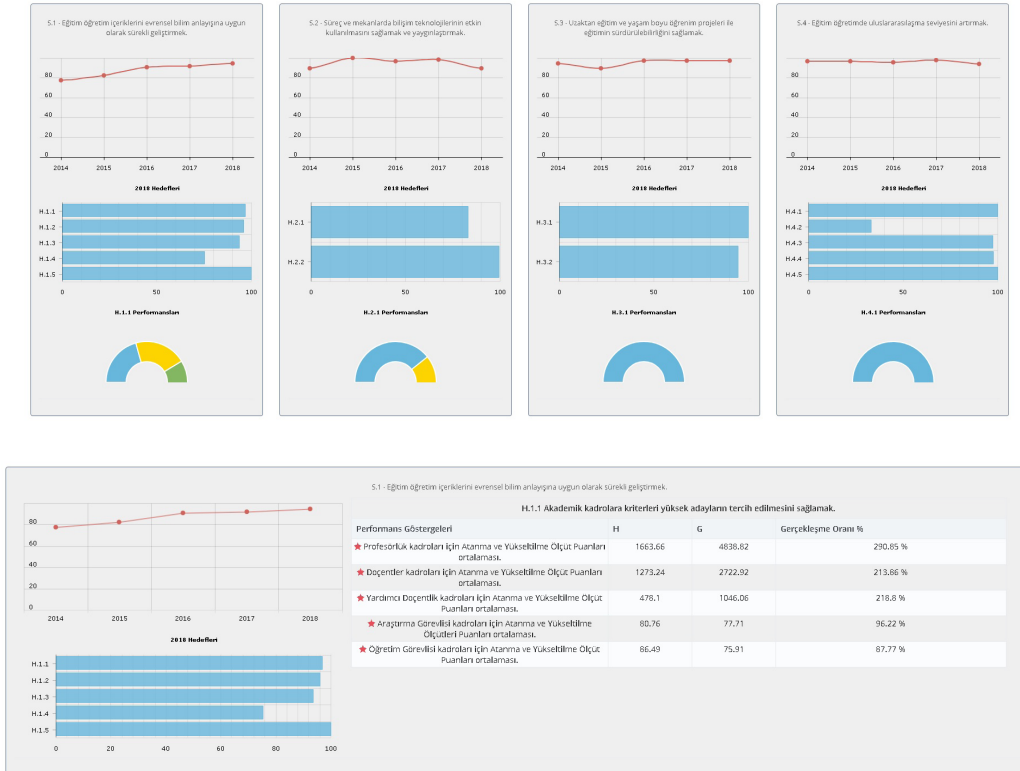 S.1 - Eğitim öğretim içeriklerini evrensel bilim anlayışına uygun
olarak sürekli geliştirmek.
80
60
40
20
0
2014 2015 2016 2017 2018
2018 Hedefleri
H.1.1
H.1.2
H.1.3
H.1.4
H.1.5
0 50 100
H.1.1 Performansları
S.2 - Süreç ve mekanlarda bilişim teknolojilerinin etkin
kullanılmasını sağlamak ve yaygınlaştırmak.
80
60
40
20
0
2014 2015 2016 2017 2018
2018 Hedefleri
H.2.1
H.2.2
0 50 100
H.2.1 Performansları
S.3 - Uzaktan eğitim ve yaşam boyu öğrenim projeleri ile
eğitimin sürdürülebilirliğini sağlamak.
80
60
40
20
0
2014 2015 2016 2017 2018
2018 Hedefleri
H.3.1
H.3.2
0 50 100
H.3.1 Performansları
S.4 - Eğitim öğretimde uluslararasılaşma seviyesini artırmak.
80
60
40
20
0
2014 2015 2016 2017 2018
2018 Hedefleri
H.4.1
H.4.2
H.4.3
H.4.4
H.4.5
0 50 100
H.4.1 Performansları
S.1 - Eğitim öğretim içeriklerini evrensel bilim anlayışına uygun olarak sürekli geliştirmek.
80
60
40
20
0
2014 2015 2016 2017 2018
2018 Hedefleri
H.1.1
H.1.2
H.1.3
H.1.4
H.1.5
0 20 40 60 80 100
H.1.1 Akademik kadrolara kriterleri yüksek adayların tercih edilmesini sağlamak.
Performans Göstergeleri H G Gerçekleşme Oranı %
Profesörlük kadroları için Atanma ve Yükseltilme Ölçüt Puanları 1663.66 4838.82 290.85 %
ortalaması.
Doçentler kadroları için Atanma ve Yükseltilme Ölçüt Puanları 1273.24 2722.92 213.86 %
ortalaması.
Yardımcı Doçentlik kadroları için Atanma ve Yükseltilme Ölçüt 478.1 1046.06 218.8 %
Puanları ortalaması.
Araştırma Görevlisi kadroları için Atanma ve Yükseltilme 80.76 77.71 96.22 %
Ölçütleri Puanları ortalaması.
Öğretim Görevlisi kadroları için Atanma ve Yükseltilme Ölçüt 86.49 75.91 87.77 %
Puanları ortalaması.